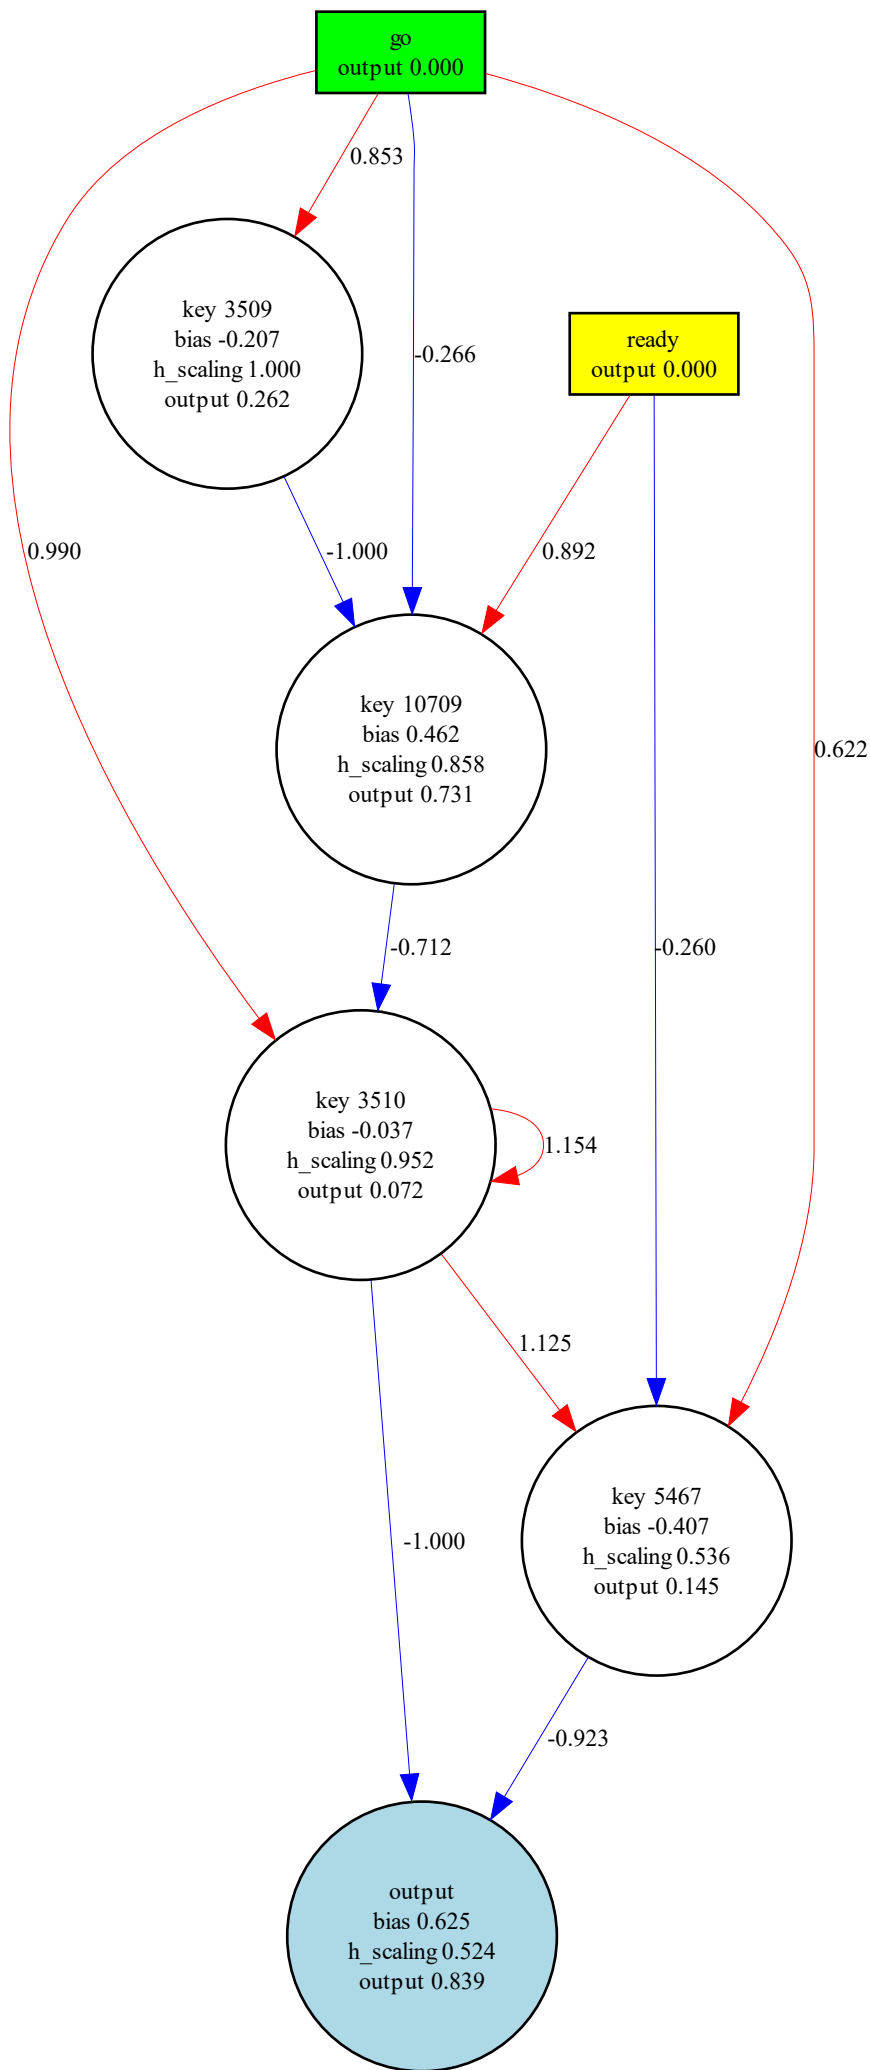 go
output 0.000
0.853
key 3509
bias -0.207
h_scaling 1.000
output 0.262
-0.266
ready
output 0.000
0.990
-1.000
0.892
key 10709
bias 0.462
h_scaling 0.858
output 0.731
0.622
-0.712
-0.260
key 3510
bias -0.037
h_scaling 0.952
output 0.072
1.154
1.125
key 5467
bias -0.407
h_scaling 0.536
output 0.145
-1.000
-0.923
output
bias 0.625
h_scaling 0.524
output 0.839